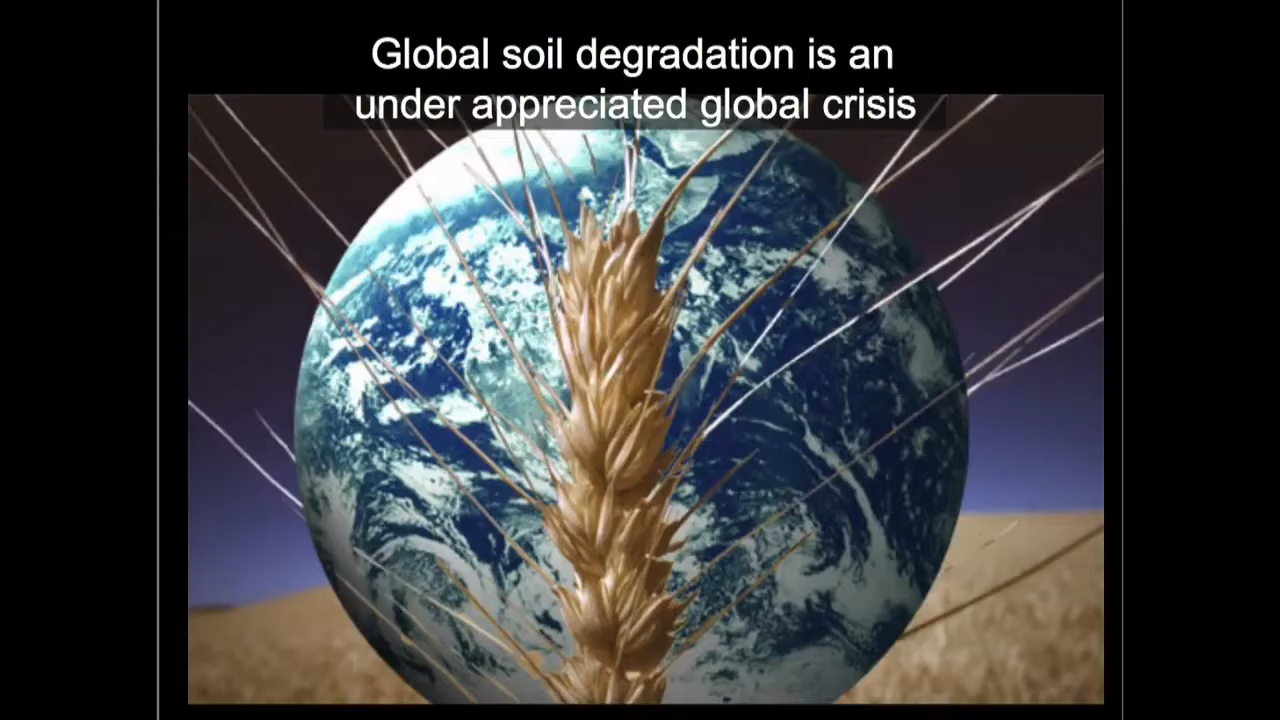 Global soil degradation is an
under appreciated global crisis